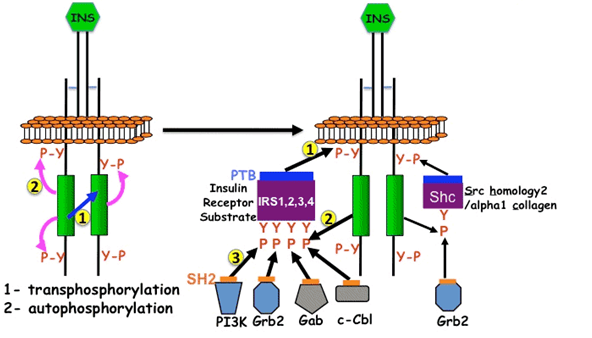 INS
INS
P-Y
Y-P
2
1
P-Y
Y-P
1- transphosphorylation
2- autophosphorylation
1
P-Y
Y-P
PTB
Insulin
Receptor
Substrate
IRS1,2,3,4
2
Y Y Y Y
P P P P
3
P-Y
Y-P
Shc
Src homology2
/alpha1 collagen
Y
P
SH2
PI3K
Grb2
Gab
c-Cbl
Grb2